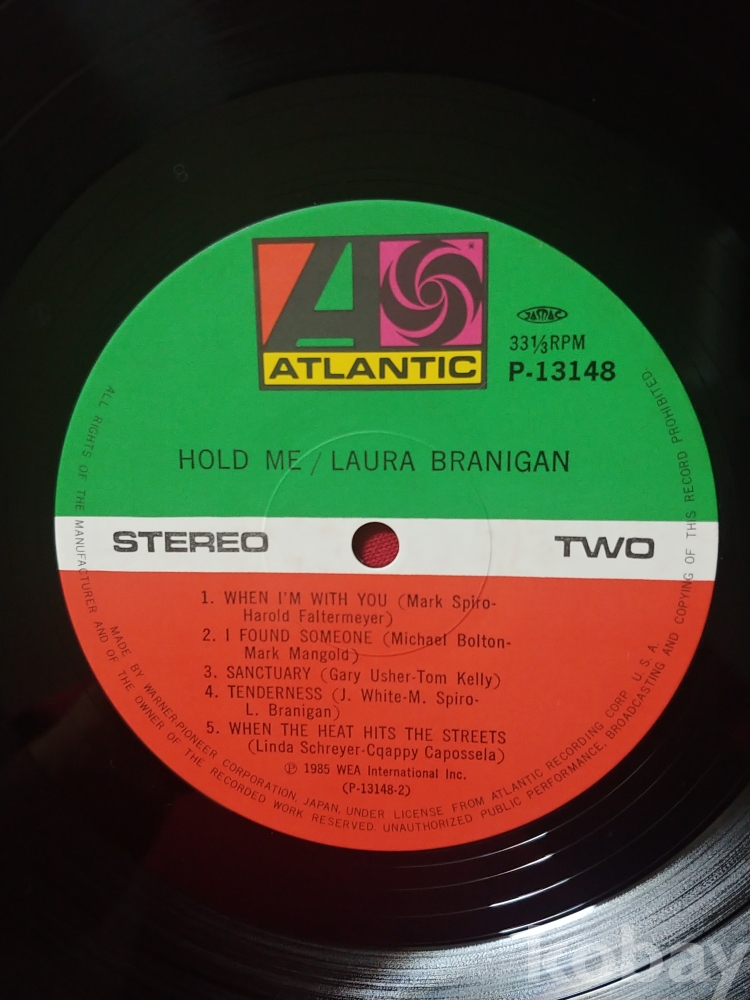 ATLANTIC
JASRAC
33 1/3 RPM
P-13148
HOLD ME / LAURA BRANIGAN
STEREO
TWO
1. WHEN I'M WITH YOU (Mark Spiro-
Harold Faltermeyer)
2. I FOUND SOMEONE (Michael Bolton-
Mark Mangold)
3. SANCTUARY (Gary Usher-Tom Kelly)
4. TENDERNESS (J. White-M. Spiro-
L. Branigan)
5. WHEN THE HEAT HITS THE STREETS
(Linda Schreyer-Cqappy Capossela)
℗ 1985 WEA International Inc.
(P-13148-2)
MADE BY WARNER-PIONEER CORPORATION, JAPAN, UNDER LICENSE FROM ATLANTIC RECORDING CORP. U.S.A.
ALL RIGHTS OF THE MANUFACTURER AND OF THE OWNER OF THE RECORDED WORK RESERVED. UNAUTHORIZED PUBLIC PERFORMANCE, BROADCASTING AND COPYING OF THIS RECORD PROHIBITED
kobay